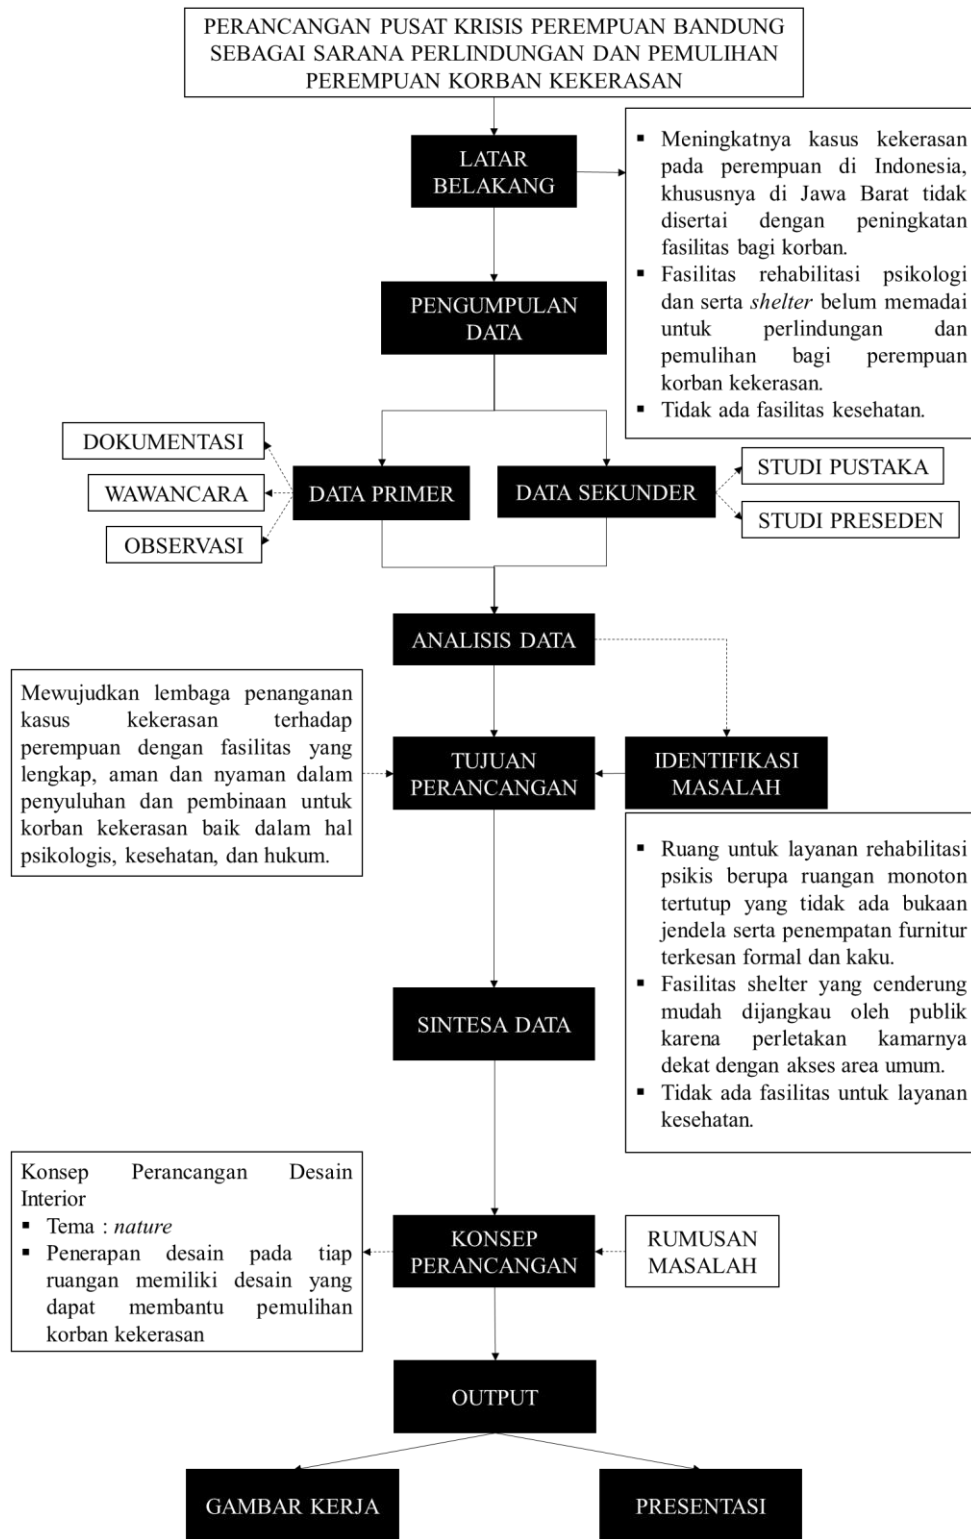 PERANCANGAN PUSAT KRISIS PEREMPUAN BANDUNG
SEBAGAI SARANA PERLINDUNGAN DAN PEMULIHAN
PEREMPUAN KORBAN KEKERASAN
LATAR
BELAKANG
▪ Meningkatnya kasus kekerasan
pada perempuan di Indonesia,
khususnya di Jawa Barat tidak
disertai dengan peningkatan
fasilitas bagi korban.
▪ Fasilitas rehabilitasi psikologi
dan serta shelter belum memadai
untuk perlindungan dan
pemulihan bagi perempuan
korban kekerasan.
▪ Tidak ada fasilitas kesehatan.
PENGUMPULAN
DATA
DOKUMENTASI
WAWANCARA
OBSERVASI
DATA PRIMER
DATA SEKUNDER
STUDI PUSTAKA
STUDI PRESEDEN
ANALISIS DATA
Mewujudkan lembaga penanganan
kasus kekerasan terhadap
perempuan dengan fasilitas yang
lengkap, aman dan nyaman dalam
penyuluhan dan pembinaan untuk
korban kekerasan baik dalam hal
psikologis, kesehatan, dan hukum.
TUJUAN
PERANCANGAN
IDENTIFIKASI
MASALAH
▪ Ruang untuk layanan rehabilitasi
psikis berupa ruangan monoton
tertutup yang tidak ada bukaan
jendela serta penempatan furnitur
terkesan formal dan kaku.
▪ Fasilitas shelter yang cenderung
mudah dijangkau oleh publik
karena perletakan kamarnya
dekat dengan akses area umum.
▪ Tidak ada fasilitas untuk layanan
kesehatan.
SINTESA DATA
Konsep Perancangan Desain
Interior
▪ Tema : nature
▪ Penerapan desain pada tiap
ruangan memiliki desain yang
dapat membantu pemulihan
korban kekerasan
KONSEP
PERANCANGAN
RUMUSAN
MASALAH
OUTPUT
GAMBAR KERJA
PRESENTASI